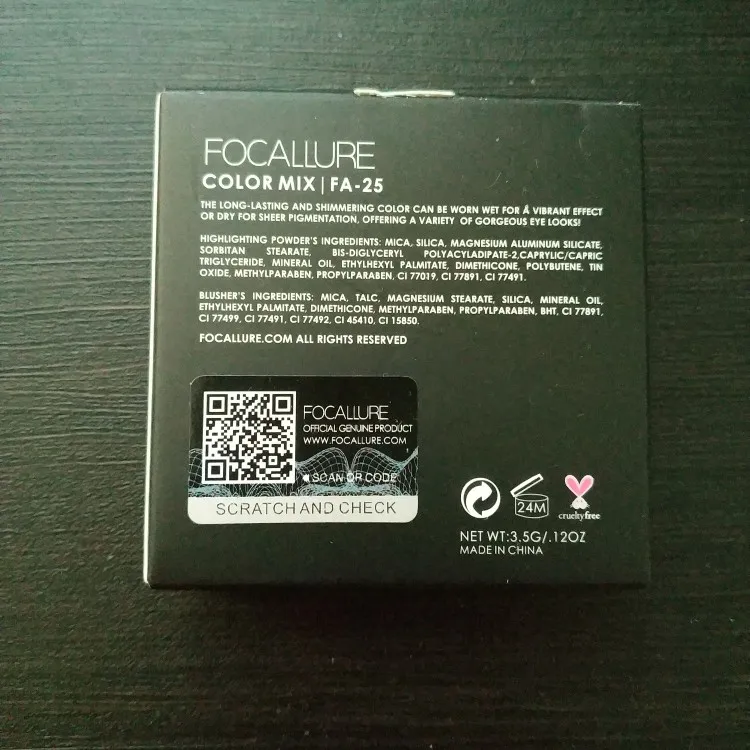 FOCALLURE
COLOR MIX | FA-25
THE LONG-LASTING AND SHIMMERING COLOR CAN BE WORN WET FOR A VIBRANT EFFECT
OR DRY FOR SHEER PIGMENTATION, OFFERING A VARIETY OF GORGEOUS EYE LOOKS!
HIGHLIGHTING POWDER'S INGREDIENTS: MICA, SILICA, MAGNESIUM ALUMINUM SILICATE,
SORBITAN STEARATE, BIS-DIGLYCERYL POLYACYLADIPATE-2,CAPRYLIC/CAPRIC
TRIGLYCERIDE, MINERAL OIL, ETHYLHEXYL PALMITATE, DIMETHICONE, POLYBUTENE, TIN
OXIDE, METHYLPARABEN, PROPYLPARABEN, CI 77019, CI 77891, CI 77491.
BLUSHER'S INGREDIENTS: MICA, TALC, MAGNESIUM STEARATE, SILICA, MINERAL OIL,
ETHYLHEXYL PALMITATE, DIMETHICONE, METHYLPARABEN, PROPYLPARABEN, BHT, CI 77891,
CI 77499, CI 77491, CI 77492, CI 45410, CI 15850.
FOCALLURE.COM ALL RIGHTS RESERVED
FOCALLURE
OFFICIAL GENUINE PRODUCT
WWW.FOCALLURE.COM
SCAN QR CODE
SCRATCH AND CHECK
24M
crueltyfree
NET WT:3.5G/.12OZ
MADE IN CHINA